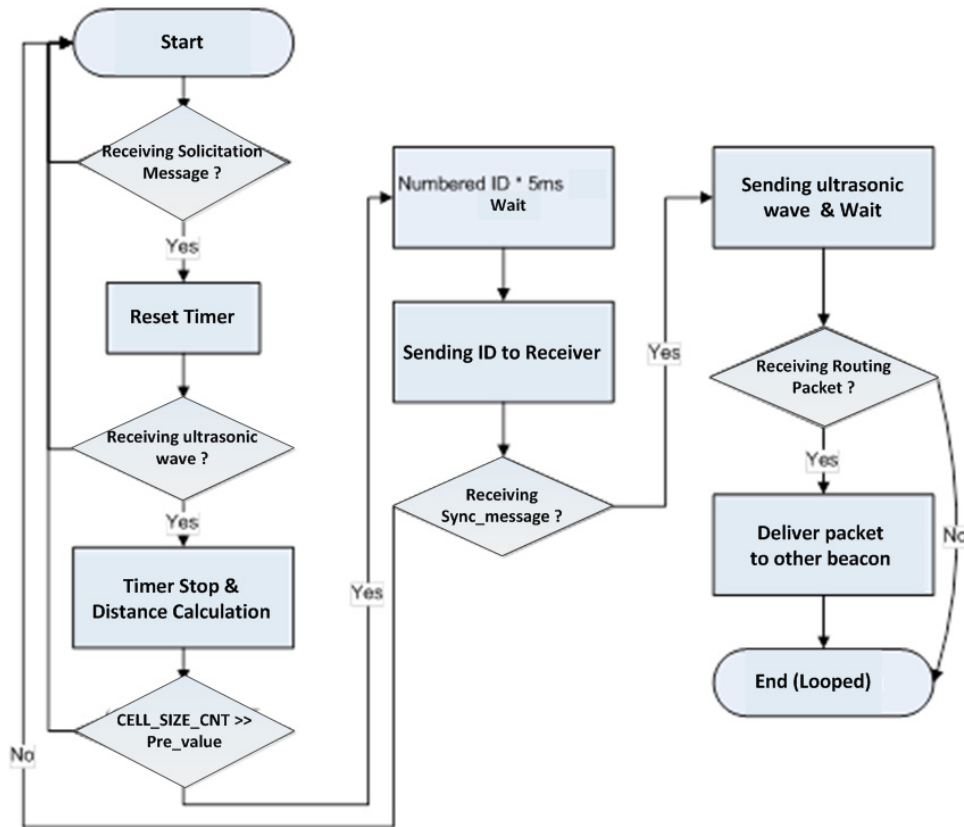 Start
Receiving Solicitation
Message ?
Yes
Reset Timer
Receiving ultrasonic
wave ?
Yes
Timer Stop &
Distance Calculation
CELL_SIZE_CNT >>
Pre_value
No
Yes
Numbered ID * 5ms
Wait
Sending ID to Receiver
Receiving
Sync_message ?
Yes
Sending ultrasonic
wave & Wait
Receiving Routing
Packet ?
Yes
No
Deliver packet
to other beacon
End (Looped)